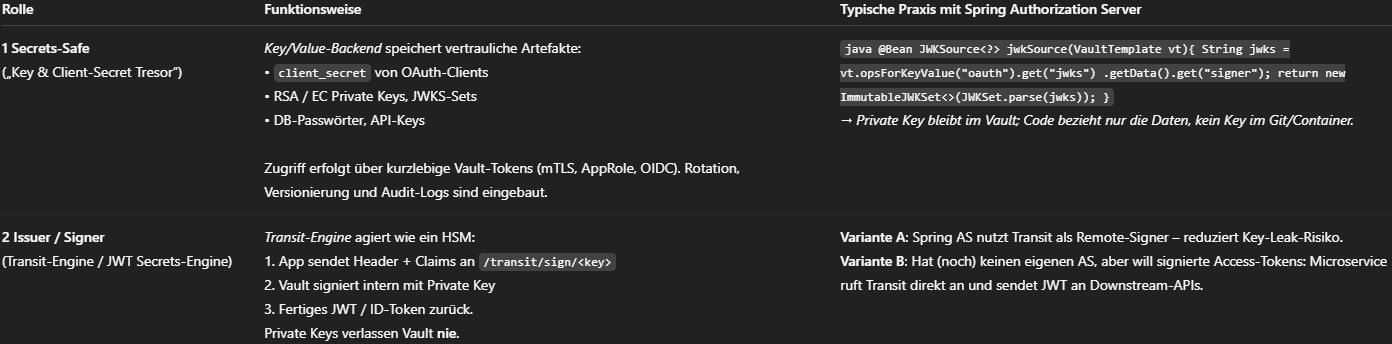 Rolle
Funktionsweise
Typische Praxis mit Spring Authorization Server
1 Secrets-Safe
(„Key & Client-Secret Tresor“)
Key/Value-Backend speichert vertrauliche Artefakte:
• client_secret von OAuth-Clients
• RSA / EC Private Keys, JWKS-Sets
• DB-Passwörter, API-Keys
Zugriff erfolgt über kurzlebige Vault-Tokens (mTLS, AppRole, OIDC). Rotation,
Versionierung und Audit-Logs sind eingebaut.
java @Bean JWKSource<?> jwkSource(VaultTemplate vt){ String jwks =
vt.opsForKeyValue("oauth").get("jwks") .getData().get("signer"); return new
ImmutableJWKSet<>(JWKSet.parse(jwks)); }
→ Private Key bleibt im Vault; Code bezieht nur die Daten, kein Key im Git/Container.
2 Issuer / Signer
(Transit-Engine / JWT Secrets-Engine)
Transit-Engine agiert wie ein HSM:
1. App sendet Header + Claims an /transit/sign/<key>
2. Vault signiert intern mit Private Key
3. Fertiges JWT / ID-Token zurück.
Private Keys verlassen Vault nie.
Variante A: Spring AS nutzt Transit als Remote-Signer – reduziert Key-Leak-Risiko.
Variante B: Hat (noch) keinen eigenen AS, aber will signierte Access-Tokens: Microservice
ruft Transit direkt an und sendet JWT an Downstream-APIs.